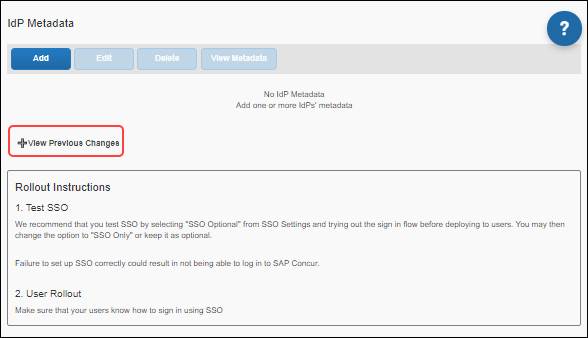 IdP Metadata
?
Add Edit Delete View Metadata
No IdP Metadata
Add one or more IdPs' metadata
View Previous Changes
Rollout Instructions
1. Test SSO
We recommend that you test SSO by selecting "SSO Optional" from SSO Settings and trying out the sign in flow before deploying to users. You may then
change the option to "SSO Only" or keep it as optional.
Failure to set up SSO correctly could result in not being able to log in to SAP Concur.
2. User Rollout
Make sure that your users know how to sign in using SSO